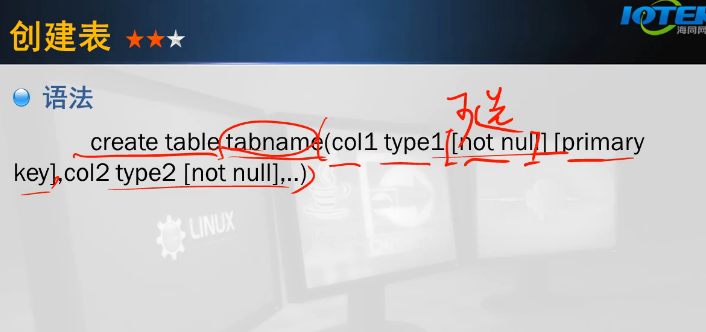 创建表
IOTEK
海同网
语法
可选
create table tabname(col1 type1 [not null] [primary
key],col2 type2 [not null],..)
LINUX